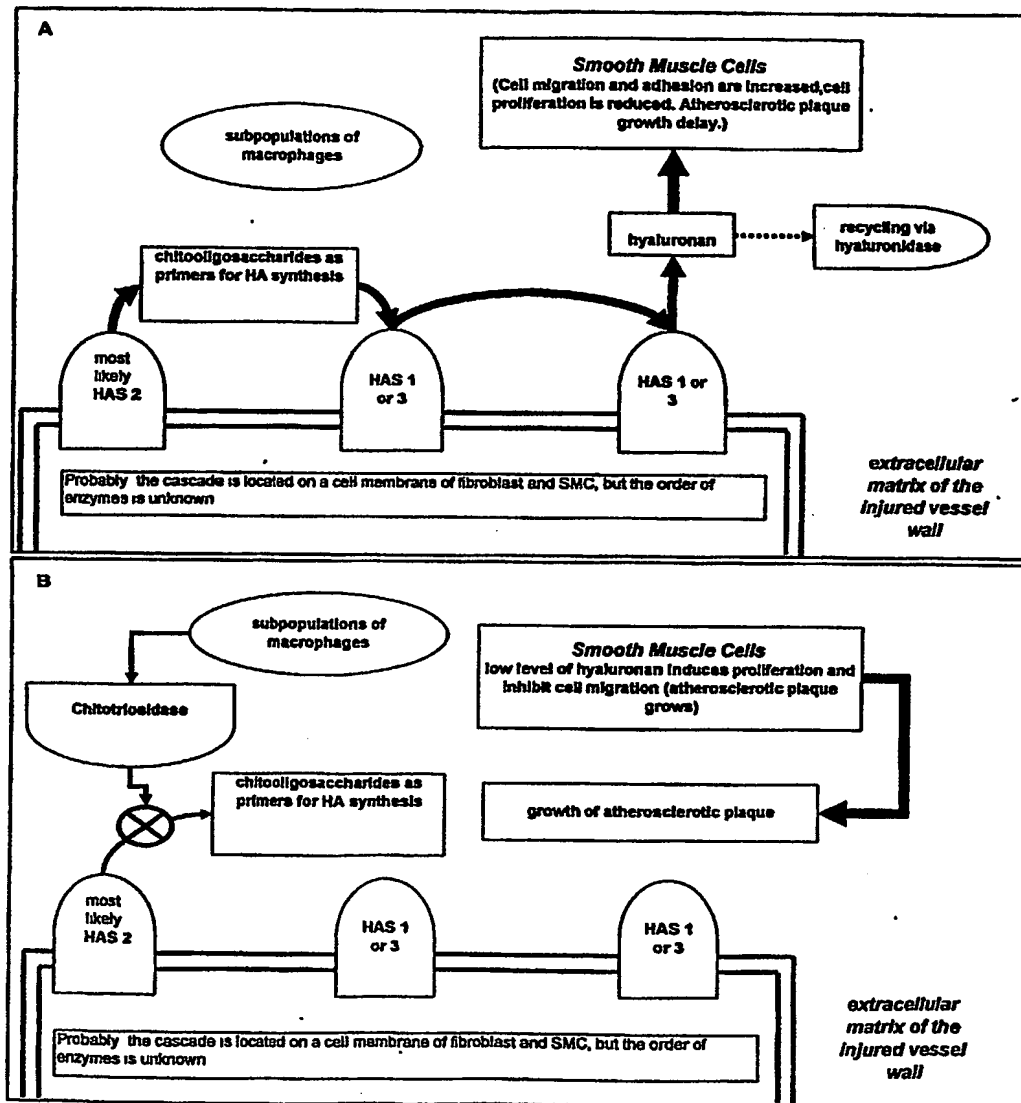 A
Smooth Muscle Cells
(Cell migration and adhesion are increased,cell
proliferation is reduced. Atherosclerotic plaque
growth delay.)
subpopulations of
macrophages
hyaluronan
recycling via
hyaluronidase
chitooligosaccharides as
primers for HA synthesis
most
likely
HAS 2
HAS 1
or 3
HAS 1 or
3
Probably the cascade is located on a cell membrane of fibroblast and SMC, but the order of
enzymes is unknown
extracellular
matrix of the
injured vessel
wall
B
subpopulations of
macrophages
Smooth Muscle Cells
low level of hyaluronan induces proliferation and
inhibit cell migration (atherosclerotic plaque
grows)
Chitotriosidase
chitooligosaccharides as
primers for HA synthesis
growth of atherosclerotic plaque
most
likely
HAS 2
HAS 1
or 3
HAS 1
or 3
Probably the cascade is located on a cell membrane of fibroblast and SMC, but the order of
enzymes is unknown
extracellular
matrix of the
injured vessel
wall